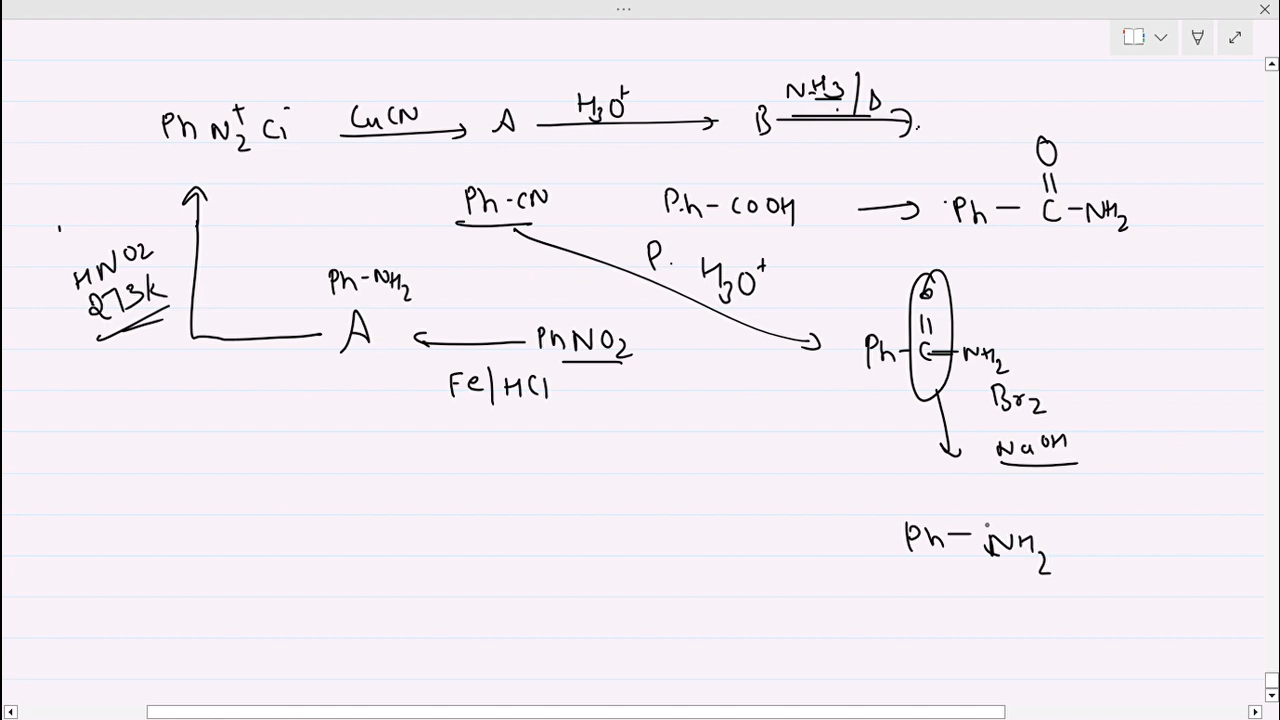 Ph N2+ Cl- CuCN A H3O+ B NH3/Δ
Ph-CN Ph-COOH Ph-C-NH2
O
||
P. H3O+
HNO2
273k
Ph-NH2
A PhNO2
Fe/HCl
O
||
Ph-C-NH2
Br2
NaOH
Ph-NH2